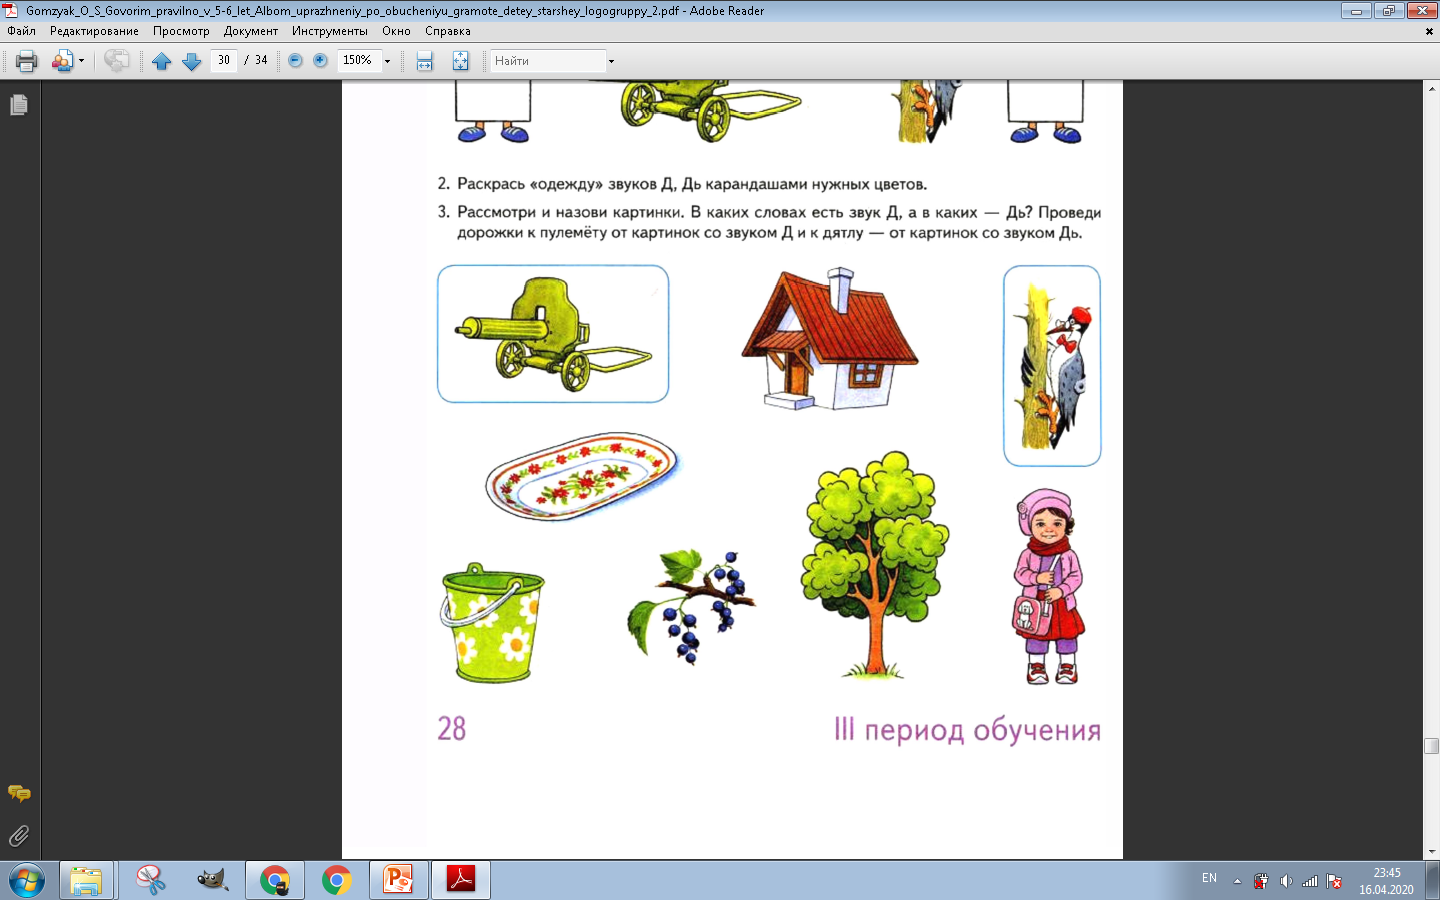 Gomzyak_O_S_Govorim_pravilno_v_5-6_let_Albom_uprazhneniy_po_obucheniyu_gramote_detey_starshey_logogruppy_2.pdf - Adobe Reader
Файл Редактирование Просмотр Документ Инструменты Окно Справка
30 / 34 150% Найти
2. Раскрась «одежду» звуков Д, Дь карандашами нужных цветов.
3. Рассмотри и назови картинки. В каких словах есть звук Д, а в каких — Дь? Проведи
дорожки к пулемёту от картинок со звуком Д и к дятлу — от картинок со звуком Дь.
28 III период обучения
EN 23:45
16.04.2020